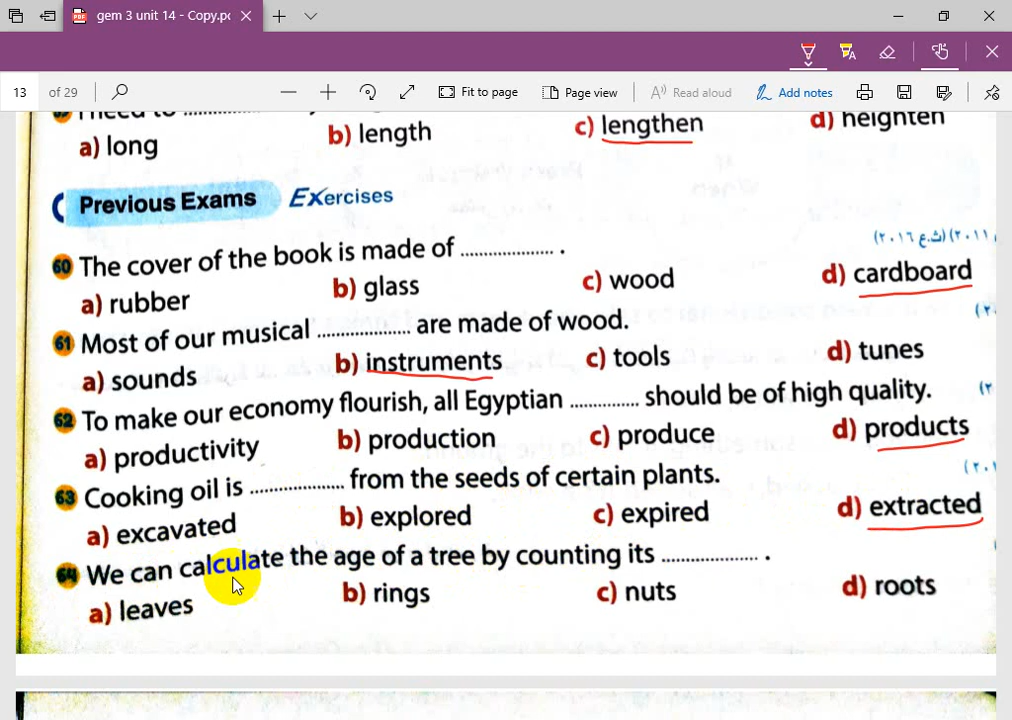 gem 3 unit 14 - Copy.pc
13 of 29 Fit to page Page view Read aloud Add notes
a) long b) length c) lengthen d) heighten
Previous Exams Exercises
60 The cover of the book is made of .................... .
(٢٠١١) (ث.ع ٢٠١٦)
a) rubber b) glass c) wood d) cardboard
61 Most of our musical .................... are made of wood.
a) sounds b) instruments c) tools d) tunes
62 To make our economy flourish, all Egyptian .............. should be of high quality.
a) productivity b) production c) produce d) products
63 Cooking oil is .................... from the seeds of certain plants.
a) excavated b) explored c) expired d) extracted
64 We can calculate the age of a tree by counting its .................... .
a) leaves b) rings c) nuts d) roots